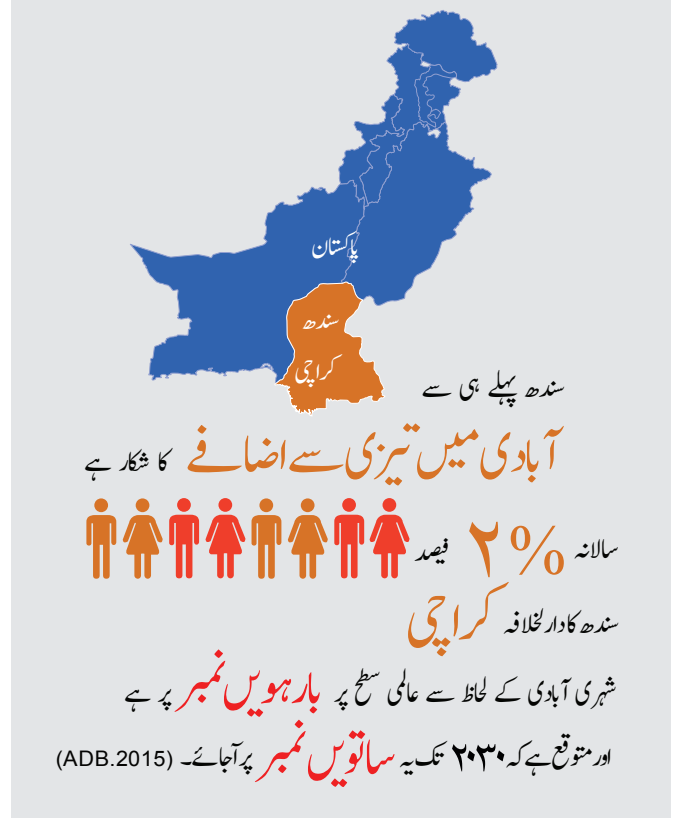 پاکستان
سندھ
کراچی
سندھ پہلے ہی سے
آبادی میں تیزی سے اضافے کا شکار ہے
سالانہ %۲ فیصد
سندھ کادارلخلافہ کراچی
شہری آبادی کے لحاظ سے عالمی سطح پر بارہویں نمبر پر ہے
اور متوقع ہے کہ ۲۰۳۰ تک یہ ساتویں نمبر پر آجائے۔ (ADB.2015)